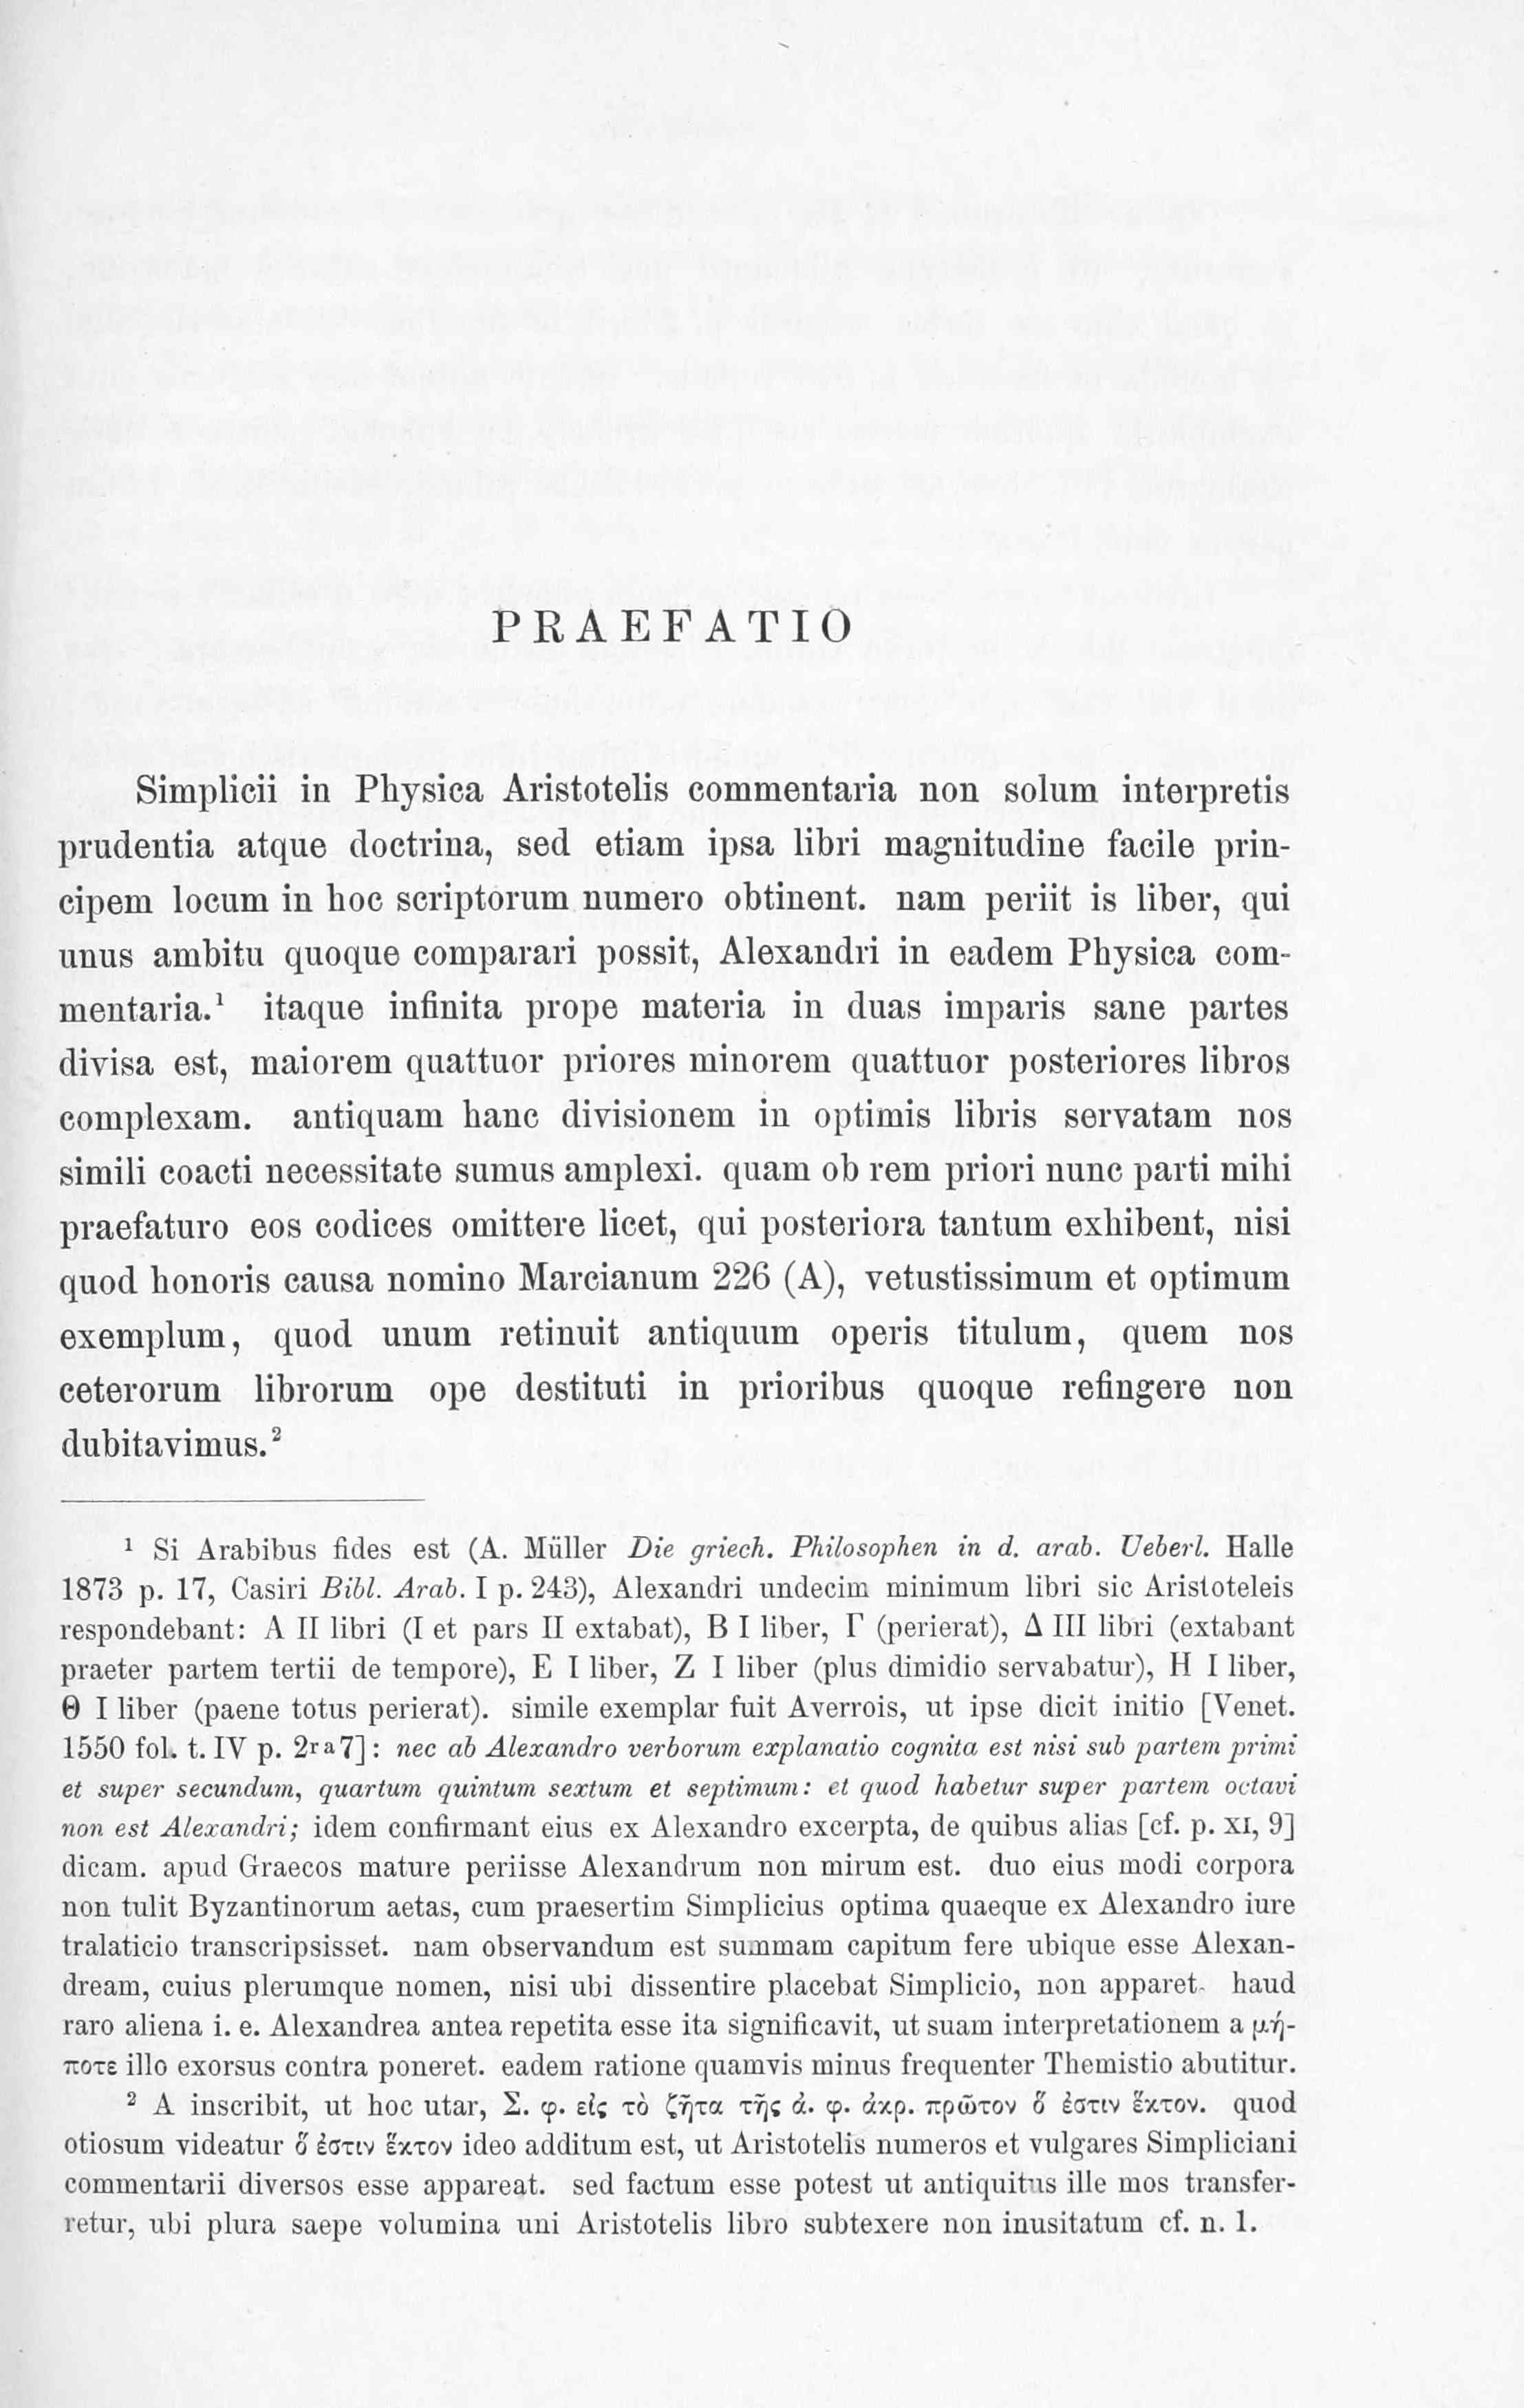 PRAEFATIO
Simplicii in Physica Aristotelis commentaria non solum interpretis
prudentia atque doctrina, sed etiam ipsa libri magnitudine facile prin-
cipem locum in hoc scriptorum numero obtinent. nam periit is liber, qui
unus ambitu quoque comparari possit, Alexandri in eadem Physica com-
mentaria.¹ itaque infinita prope materia in duas imparis sane partes
divisa est, maiorem quattuor priores minorem quattuor posteriores libros
complexam. antiquam hanc divisionem in optimis libris servatam nos
simili coacti necessitate sumus amplexi. quam ob rem priori nunc parti mihi
praefaturo eos codices omittere licet, qui posteriora tantum exhibent, nisi
quod honoris causa nomino Marcianum 226 (A), vetustissimum et optimum
exemplum, quod unum retinuit antiquum operis titulum, quem nos
ceterorum librorum ope destituti in prioribus quoque refingere non
dubitavimus.²
¹ Si Arabibus fides est (A. Müller Die griech. Philosophen in d. arab. Ueberl. Halle
1873 p. 17, Casiri Bibl. Arab. I p. 243), Alexandri undecim minimum libri sic Aristoteleis
respondebant: Α II libri (I et pars II extabat), Β I liber, Γ (perierat), Δ III libri (extabant
praeter partem tertii de tempore), Ε I liber, Ζ I liber (plus dimidio servabatur), Η I liber,
Θ I liber (paene totus perierat). simile exemplar fuit Averrois, ut ipse dicit initio [Venet.
1550 fol. t. IV p. 2ra7]: nec ab Alexandro verborum explanatio cognita est nisi sub partem primi
et super secundum, quartum quintum sextum et septimum: et quod habetur super partem octavi
non est Alexandri; idem confirmant eius ex Alexandro excerpta, de quibus alias [cf. p. XI, 9]
dicam. apud Graecos mature periisse Alexandrum non mirum est. duo eius modi corpora
non tulit Byzantinorum aetas, cum praesertim Simplicius optima quaeque ex Alexandro iure
tralaticio transcripsisset. nam observandum est summam capitum fere ubique esse Alexan-
dream, cuius plerumque nomen, nisi ubi dissentire placebat Simplicio, non apparet. haud
raro aliena i. e. Alexandrea antea repetita esse ita significavit, ut suam interpretationem a μή-
ποτε illo exorsus contra poneret. eadem ratione quamvis minus frequenter Themistio abutitur.
² A inscribit, ut hoc utar, Σ. φ. εἰς τὸ ζῆτα τῆς ἀ. φ. ἀκρ. πρῶτον ὅ ἐστιν ἕκτον. quod
otiosum videatur ὅ ἐστιν ἕκτον ideo additum est, ut Aristotelis numeros et vulgares Simpliciani
commentarii diversos esse appareat. sed factum esse potest ut antiquitus ille mos transfer-
retur, ubi plura saepe volumina uni Aristotelis libro subtexere non inusitatum cf. n. 1.